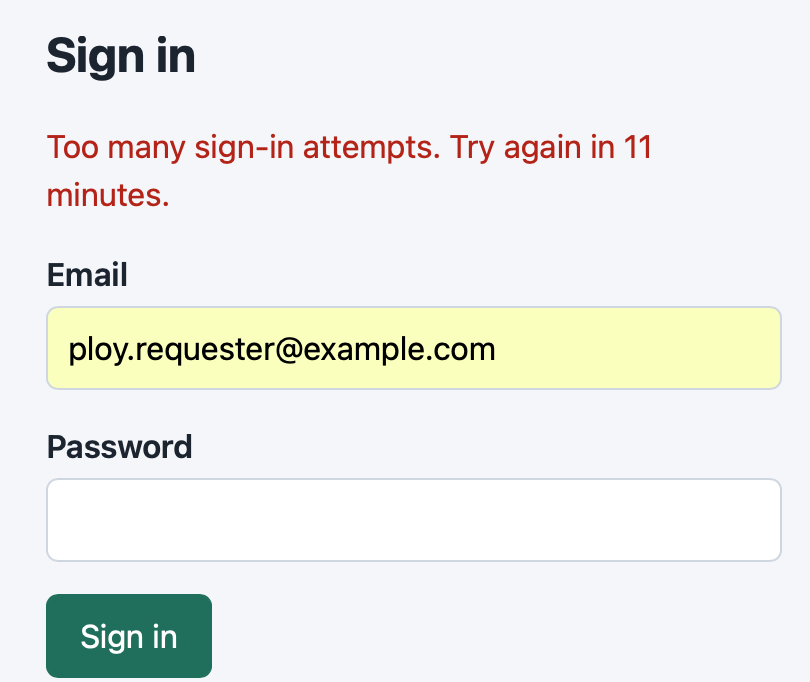 Sign in
Too many sign-in attempts. Try again in 11
minutes.
Email
ploy.requester@example.com
Password
Sign in